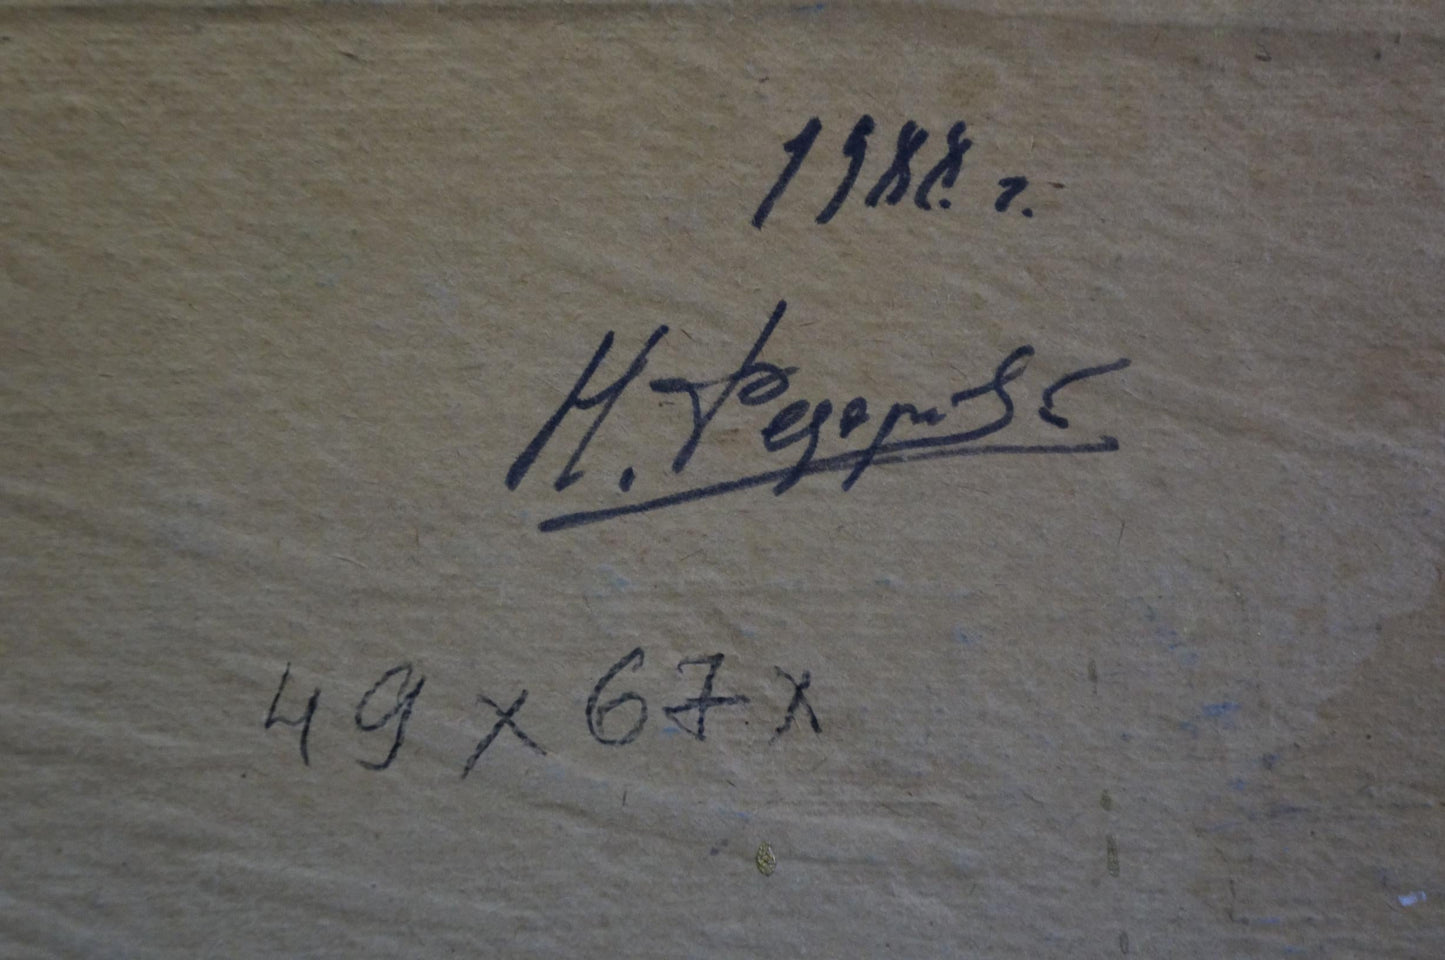 1988. г.
Н. Федоров
49 x 67 x